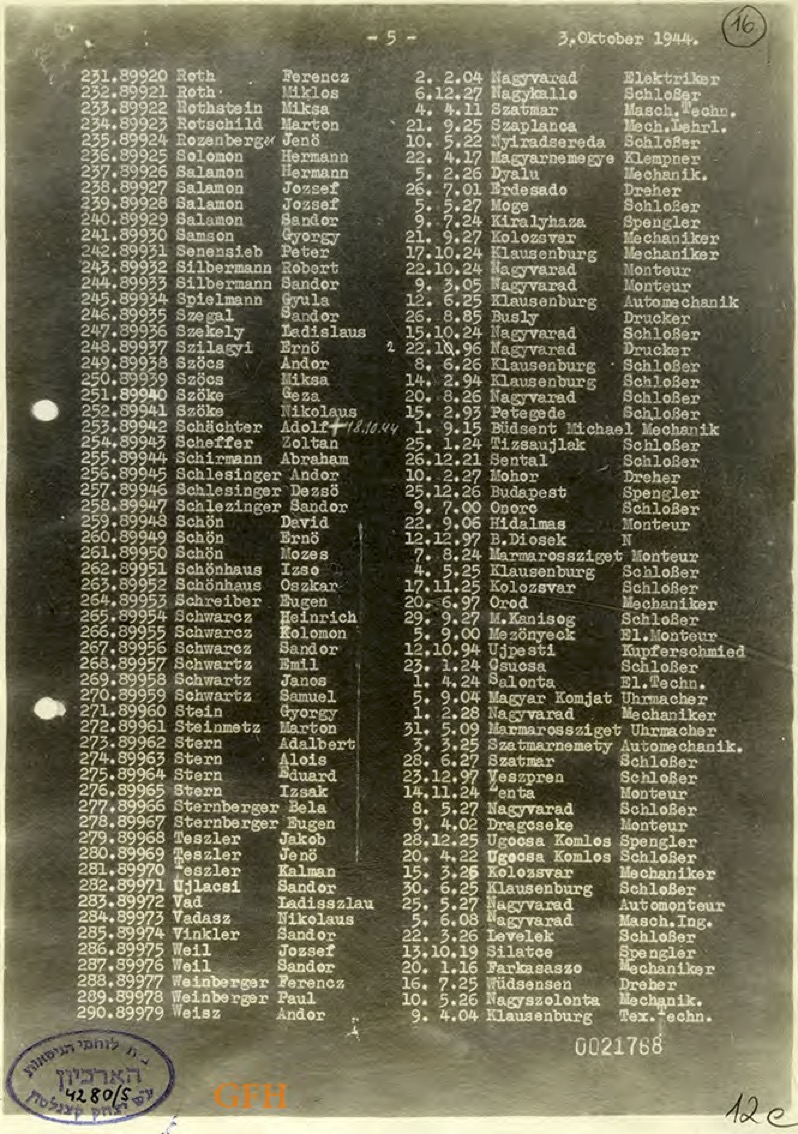 16
- 5 -
3.Oktober 1944.
231.89920 Roth Ferencz 2. 2.04 Nagyvarad Elektriker
232.89921 Roth Miklos 6.12.27 Nagykallo Schloßer
233.89922 Rothstein Miksa 4. 4.11 Szatmar Masch.Techn.
234.89923 Rotschild Marton 21. 9.25 Szaplanca Mech.Lehrl.
235.89924 Rozenberger Jenö 10. 5.22 Nyiradsereda Schloßer
236.89925 Solomon Hermann 22. 4.17 Magyarnemegye Klempner
237.89926 Salamon Hermann 5. 2.26 Dyalu Mechanik.
238.89927 Salamon Jozsef 26. 7.01 Erdesado Dreher
239.89928 Salamon Jozsef 5. 5.27 Moge Schloßer
240.89929 Salamon Sandor 9. 7.24 Kiralyhaza Spengler
241.89930 Samson Gyorgy 21. 9.27 Kolozsvar Mechaniker
242.89931 Senensieb Peter 17.10.24 Klausenburg Mechaniker
243.89932 Silbermann Robert 22.10.24 Nagyvarad Monteur
244.89933 Silbermann Sandor 9. 3.05 Nagyvarad Monteur
245.89934 Spielmann Gyula 12. 6.25 Klausenburg Automechanik
246.89935 Szegal Sandor 26. 8.85 Busly Drucker
247.89936 Szekely Ladislaus 15.10.24 Nagyvarad Schloßer
248.89937 Szilagyi Ernö 22.10.96 Nagyvarad Drucker
249.89938 Szöcs Andor 8. 6.26 Klausenburg Schloßer
250.89939 Szöcs Miksa 14. 2.94 Klausenburg Schloßer
251.89940 Szöke Geza 20. 8.26 Nagyvarad Schloßer
252.89941 Szöke Nikolaus 15. 2.93 Petegede Schloßer
253.89942 Schächter Adolf + 18.10.44 1. 9.15 Büdsent Michael Mechanik
254.89943 Scheffer Zoltan 25. 1.24 Tizsaujlak Schloßer
255.89944 Schirmann Abraham 26.12.21 Sental Schloßer
256.89945 Schlesinger Andor 10. 2.27 Mohor Dreher
257.89946 Schlesinger Dezsö 25.12.26 Budapest Spengler
258.89947 Schlezinger Sandor 9. 7.00 Onorc Schloßer
259.89948 Schön David 22. 9.06 Hidalmas Monteur
260.89949 Schön Ernö 12.12.97 B.Diosek N
261.89950 Schön Mozes 7. 8.24 Marmarossziget Monteur
262.89951 Schönhaus Izso 4. 5.25 Klausenburg Schloßer
263.89952 Schönhaus Oszkar 17.11.25 Kolozsvar Schloßer
264.89953 Schreiber Eugen 20. 6.97 Orod Mechaniker
265.89954 Schwarcz Heinrich 29. 9.27 M.Kanisog Schloßer
266.89955 Schwarcz Kolomon 5. 9.00 Mezönyeck El.Monteur
267.89956 Schwarcz Sandor 12.10.94 Ujpesti Kupferschmied
268.89957 Schwartz Emil 23. 1.24 Csucsa Schloßer
269.89958 Schwartz Janos 1. 4.24 Salonta El.Techn.
270.89959 Schwartz Samuel 5. 9.04 Magyar Komjat Uhrmacher
271.89960 Stein Gyorgy 1. 2.28 Nagyvarad Mechaniker
272.89961 Steinmetz Marton 31. 5.09 Marmarossziget Uhrmacher
273.89962 Stern Adalbert 3. 3.25 Szatmarnemety Automechanik.
274.89963 Stern Alois 28. 6.27 Szatmar Schloßer
275.89964 Stern Eduard 23.12.97 Veszpren Schloßer
276.89965 Stern Izsak 14.11.24 Zenta Monteur
277.89966 Sternberger Bela 8. 5.27 Nagyvarad Schloßer
278.89967 Sternberger Eugen 9. 4.02 Dragcseke Monteur
279.89968 Teszler Jakob 28.12.25 Ugocsa Komlos Spengler
280.89969 Teszler Jenö 20. 4.22 Ugocsa Komlos Schloßer
281.89970 Teszler Kalman 15. 3.26 Kolozsvar Mechaniker
282.89971 Ujlacsi Sandor 30. 6.25 Klausenburg Schloßer
283.89972 Vad Ladisszlau 25. 5.27 Nagyvarad Automonteur
284.89973 Vadasz Nikolaus 5. 6.08 Nagyvarad Masch.Ing.
285.89974 Vinkler Sandor 22. 3.26 Levelek Schloßer
286.89975 Weil Jozsef 13.10.19 Silatce Spengler
287.89976 Weil Sandor 20. 1.16 Farkasaszo Mechaniker
288.89977 Weinberger Ferencz 16. 7.25 Wüdsensen Dreher
289.89978 Weinberger Paul 10. 5.26 Nagyszolonta Mechanik.
290.89979 Weisz Andor 9. 4.04 Klausenburg Tex.Techn.
0021768
בית לוחמי הגיטאות
הארכיון
4280/5
ע"ש יצחק קצנלסון
GFH
12e